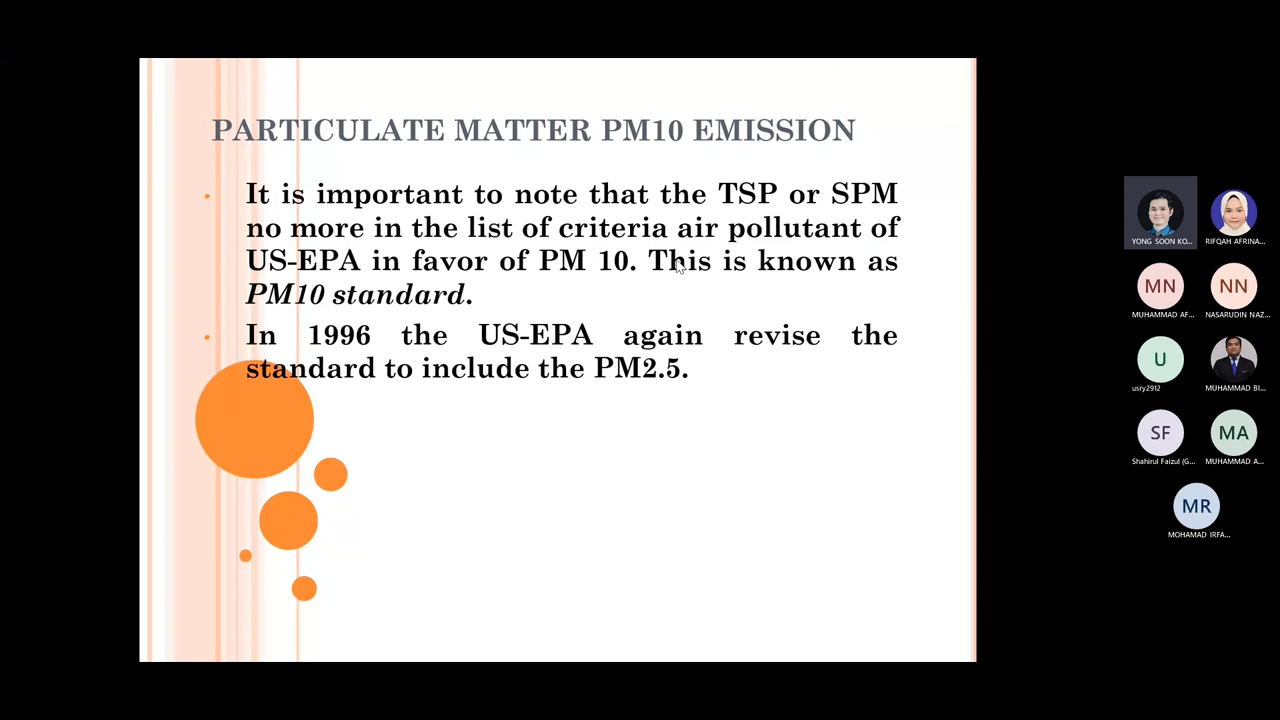 PARTICULATE MATTER PM10 EMISSION
• It is important to note that the TSP or SPM
no more in the list of criteria air pollutant of
US-EPA in favor of PM 10. This is known as
PM10 standard.
• In 1996 the US-EPA again revise the
standard to include the PM2.5.
YONG SOON KO...
RIFQAH AFRINA...
MN
MUHAMMAD AF...
NN
NASARUDIN NAZ...
U
usry2912
MUHAMMAD BI...
SF
Shahirul Faizul (G...
MA
MUHAMMAD A...
MR
MOHAMAD IRFA...